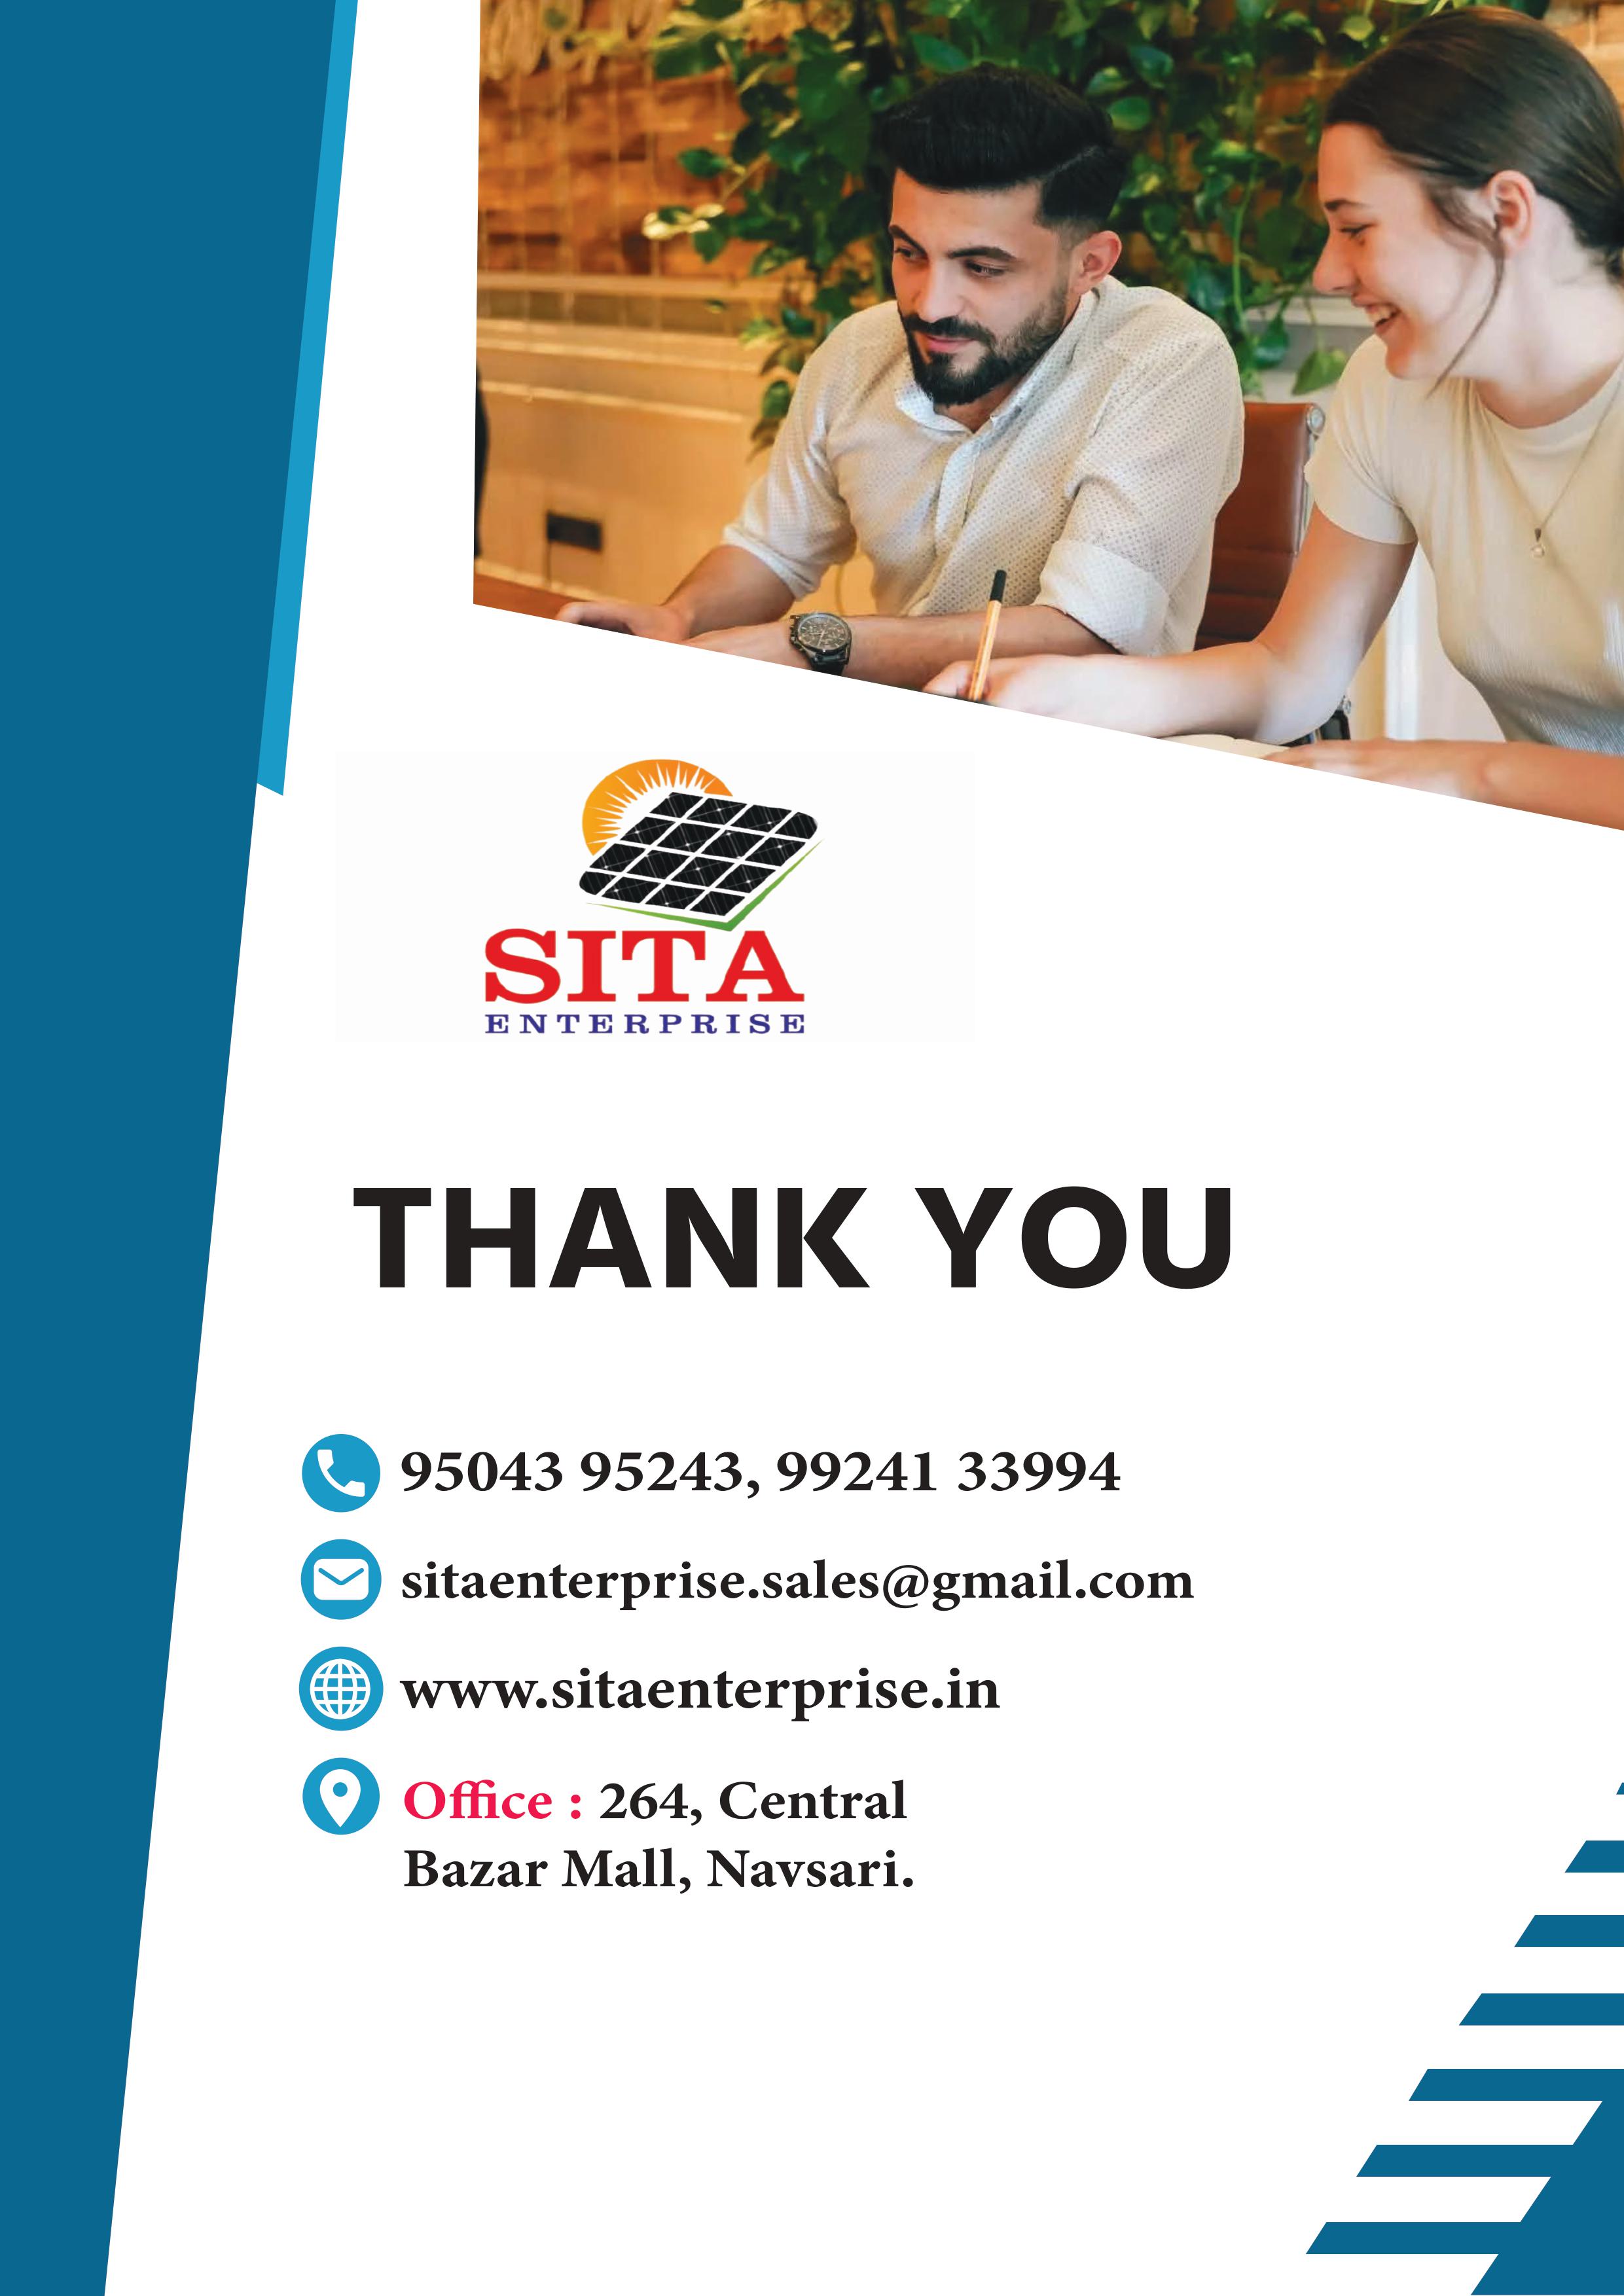 SITA
ENTERPRISE
THANK YOU
95043 95243, 99241 33994
sitaenterprise.sales@gmail.com
www.sitaenterprise.in
Office : 264, Central
Bazar Mall, Navsari.